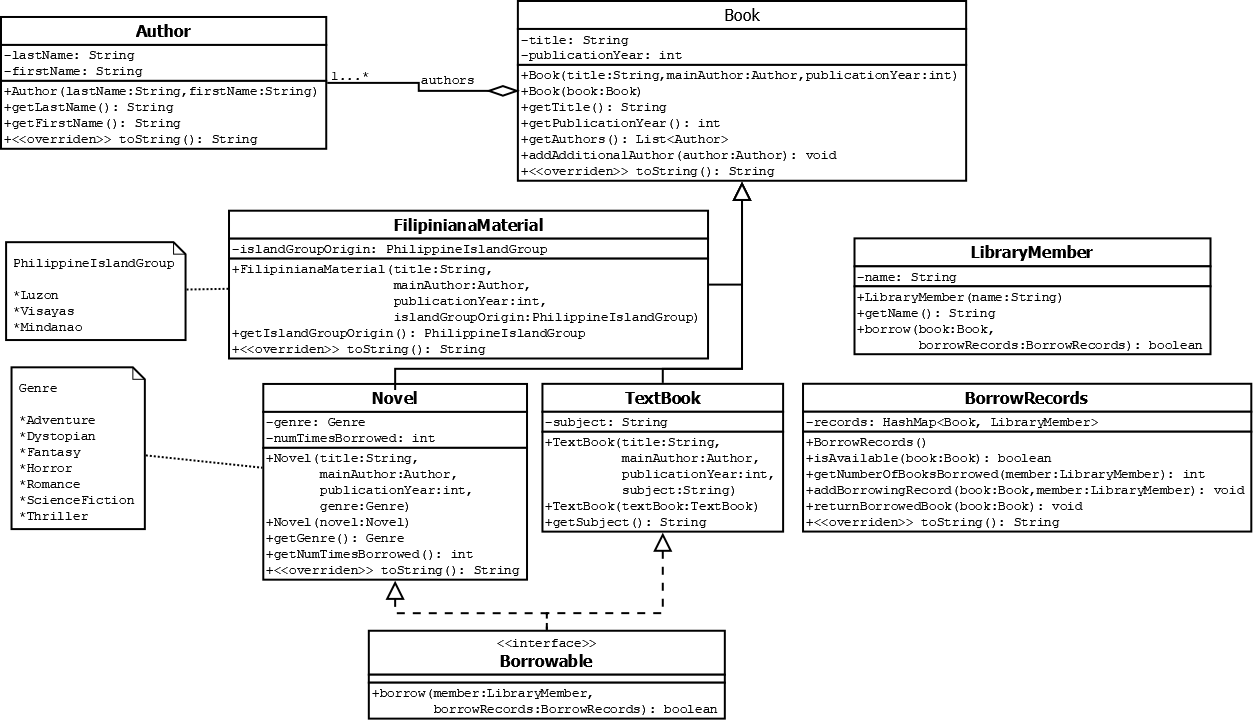 Author
-lastName: String
-firstName: String
+Author(lastName:String,firstName:String)
+getLastName(): String
+getFirstName(): String
+<<overriden>> toString(): String
1...*
authors
Book
-title: String
-publicationYear: int
+Book(title:String,mainAuthor:Author,publicationYear:int)
+Book(book:Book)
+getTitle(): String
+getPublicationYear(): int
+getAuthors(): List<Author>
+addAdditionalAuthor(author:Author): void
+<<overriden>> toString(): String
PhilippineIslandGroup
*Luzon
*Visayas
*Mindanao
FilipinianaMaterial
-islandGroupOrigin: PhilippineIslandGroup
+FilipinianaMaterial(title:String,
mainAuthor:Author,
publicationYear:int,
islandGroupOrigin:PhilippineIslandGroup)
+getIslandGroupOrigin(): PhilippineIslandGroup
+<<overriden>> toString(): String
LibraryMember
-name: String
+LibraryMember(name:String)
+getName(): String
+borrow(book:Book,
borrowRecords:BorrowRecords): boolean
Genre
*Adventure
*Dystopian
*Fantasy
*Horror
*Romance
*ScienceFiction
*Thriller
Novel
-genre: Genre
-numTimesBorrowed: int
+Novel(title:String,
mainAuthor:Author,
publicationYear:int,
genre:Genre)
+Novel(novel:Novel)
+getGenre(): Genre
+getNumTimesBorrowed(): int
+<<overriden>> toString(): String
TextBook
-subject: String
+TextBook(title:String,
mainAuthor:Author,
publicationYear:int,
subject:String)
+TextBook(textBook:TextBook)
+getSubject(): String
BorrowRecords
-records: HashMap<Book, LibraryMember>
+BorrowRecords()
+isAvailable(book:Book): boolean
+getNumberOfBooksBorrowed(member:LibraryMember): int
+addBorrowingRecord(book:Book,member:LibraryMember): void
+returnBorrowedBook(book:Book): void
+<<overriden>> toString(): String
<<interface>>
Borrowable
+borrow(member:LibraryMember,
borrowRecords:BorrowRecords): boolean